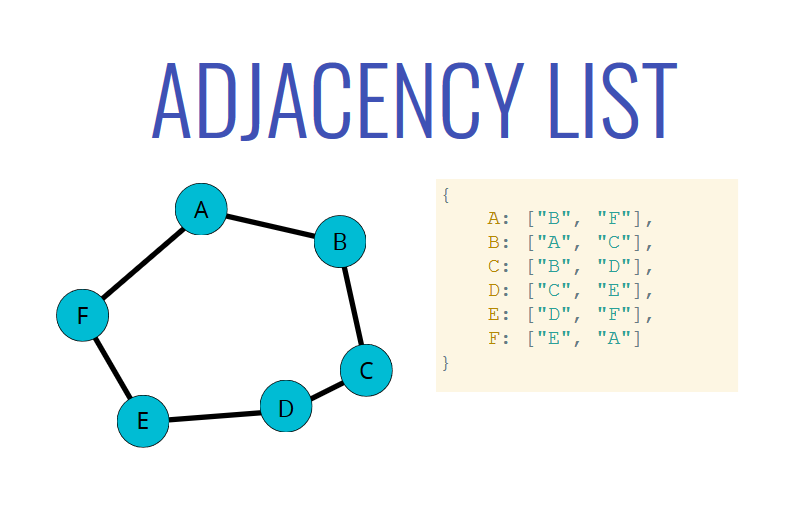 ADJACENCY LIST
A
B
F
C
D
E
{
A: ["B", "F"],
B: ["A", "C"],
C: ["B", "D"],
D: ["C", "E"],
E: ["D", "F"],
F: ["E", "A"]
}